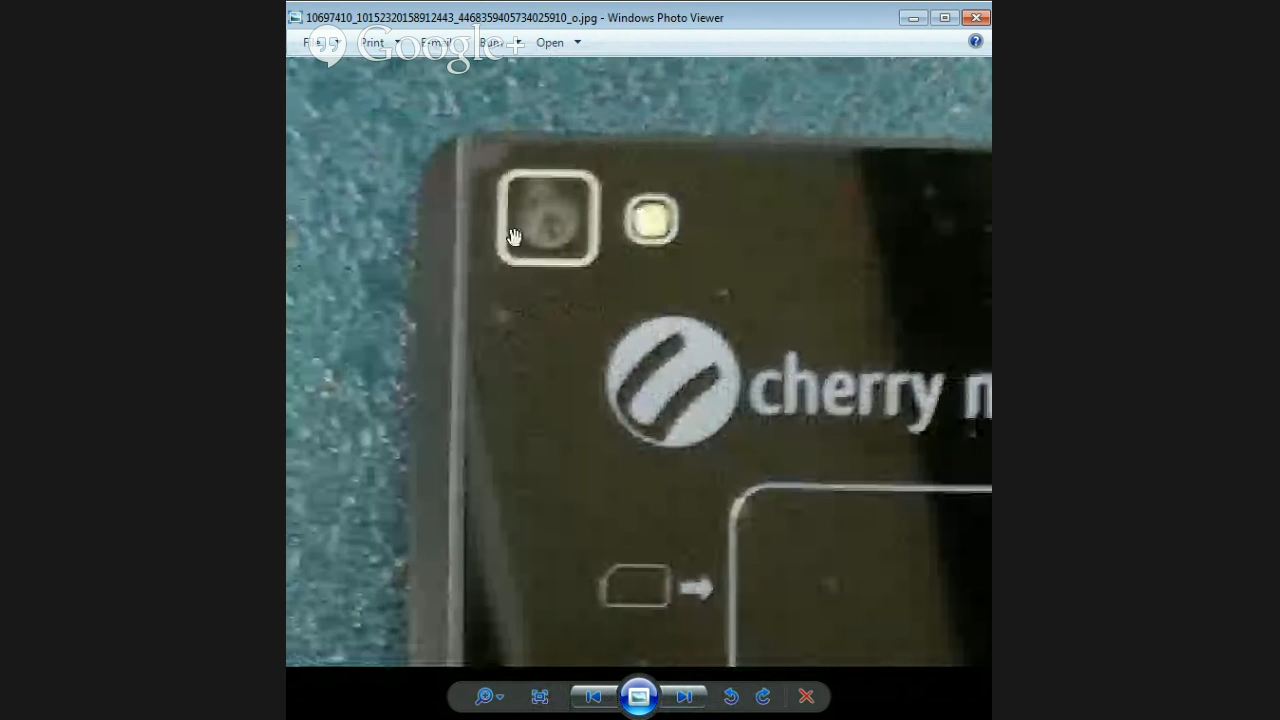 10697410_10152320158912443_4468359405734025910_o.jpg - Windows Photo Viewer
Print
Open
Google+
cherry